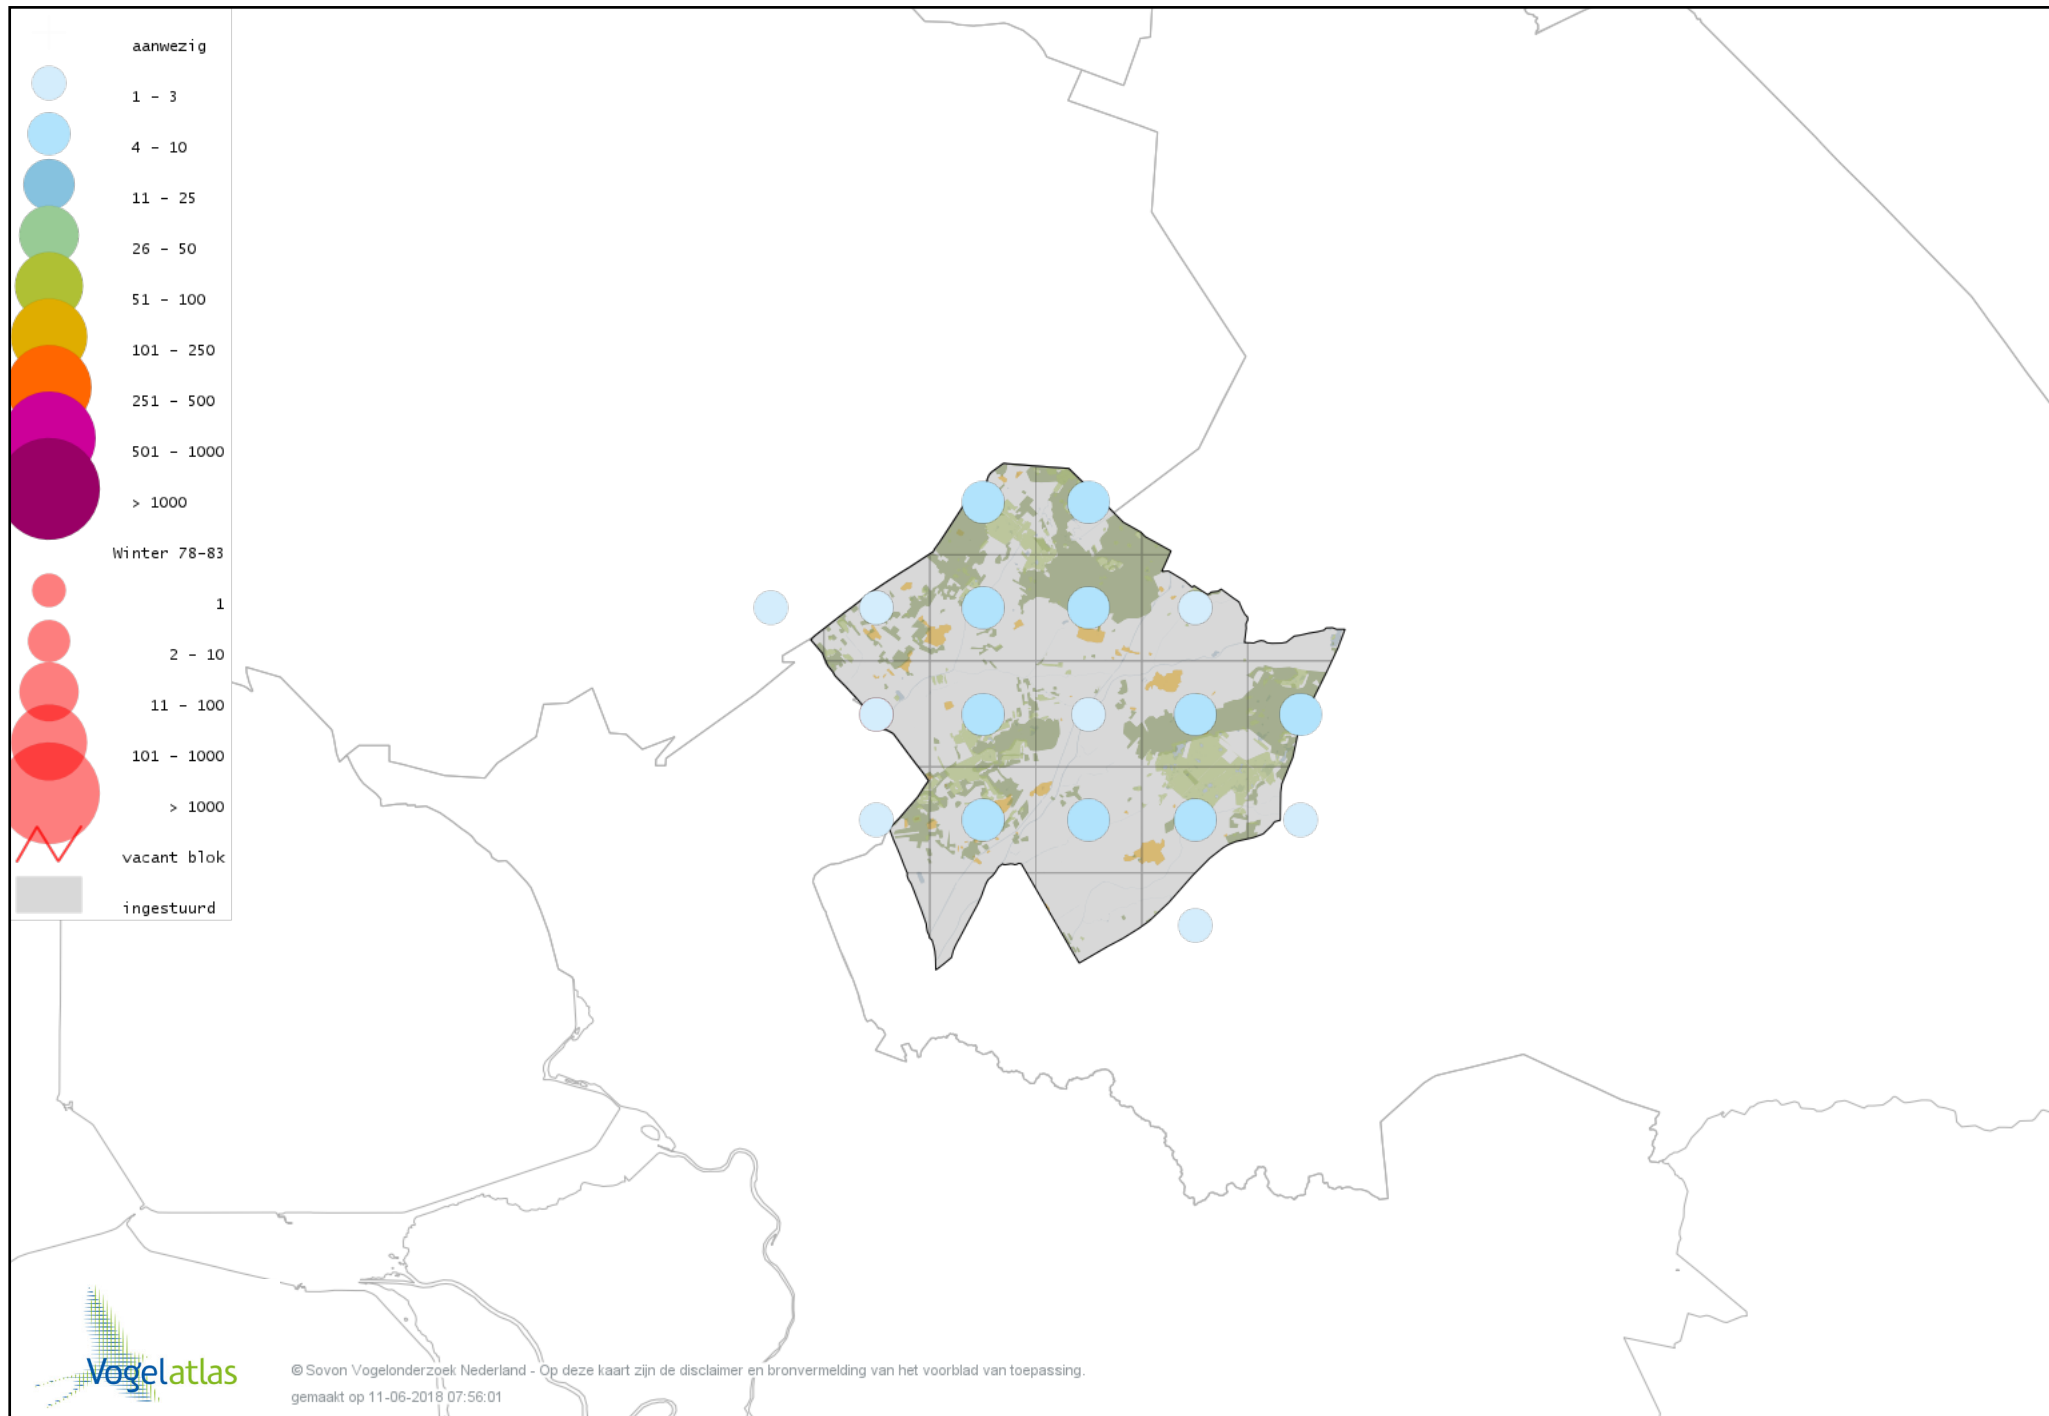 aanwezig
1 - 3
4 - 10
11 - 25
26 - 50
51 - 100
101 - 250
251 - 500
501 - 1000
> 1000
Winter 78-83
1
2 - 10
11 - 100
101 - 1000
> 1000
vacant blok
ingestuurd
Vogelatlas
© Sovon Vogelonderzoek Nederland - Op deze kaart zijn de disclaimer en bronvermelding van het voorblad van toepassing.
gemaakt op 11-06-2018 07:56:01